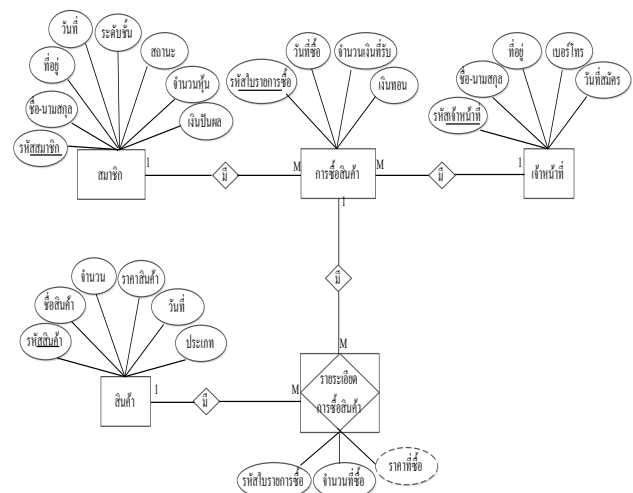 วันที่
ระดับชั้น
สถานะ
ที่อยู่
จำนวนหุ้น
ชื่อ-นามสกุล
เงินปันผล
รหัสสมาชิก
สมาชิก
1
มี
M
วันที่ซื้อ
จำนวนเงินที่รับ
รหัสใบรายการซื้อ
เงินทอน
การซื้อสินค้า
M
มี
1
ที่อยู่
เบอร์โทร
ชื่อ-นามสกุล
วันที่สมัคร
รหัสเจ้าหน้าที่
เจ้าหน้าที่
1
มี
M
จำนวน
ราคาสินค้า
ชื่อสินค้า
วันที่
รหัสสินค้า
ประเภท
สินค้า
1
มี
M
รายระเอียด
การซื้อสินค้า
รหัสใบรายการซื้อ
จำนวนที่ซื้อ
ราคาที่ซื้อ